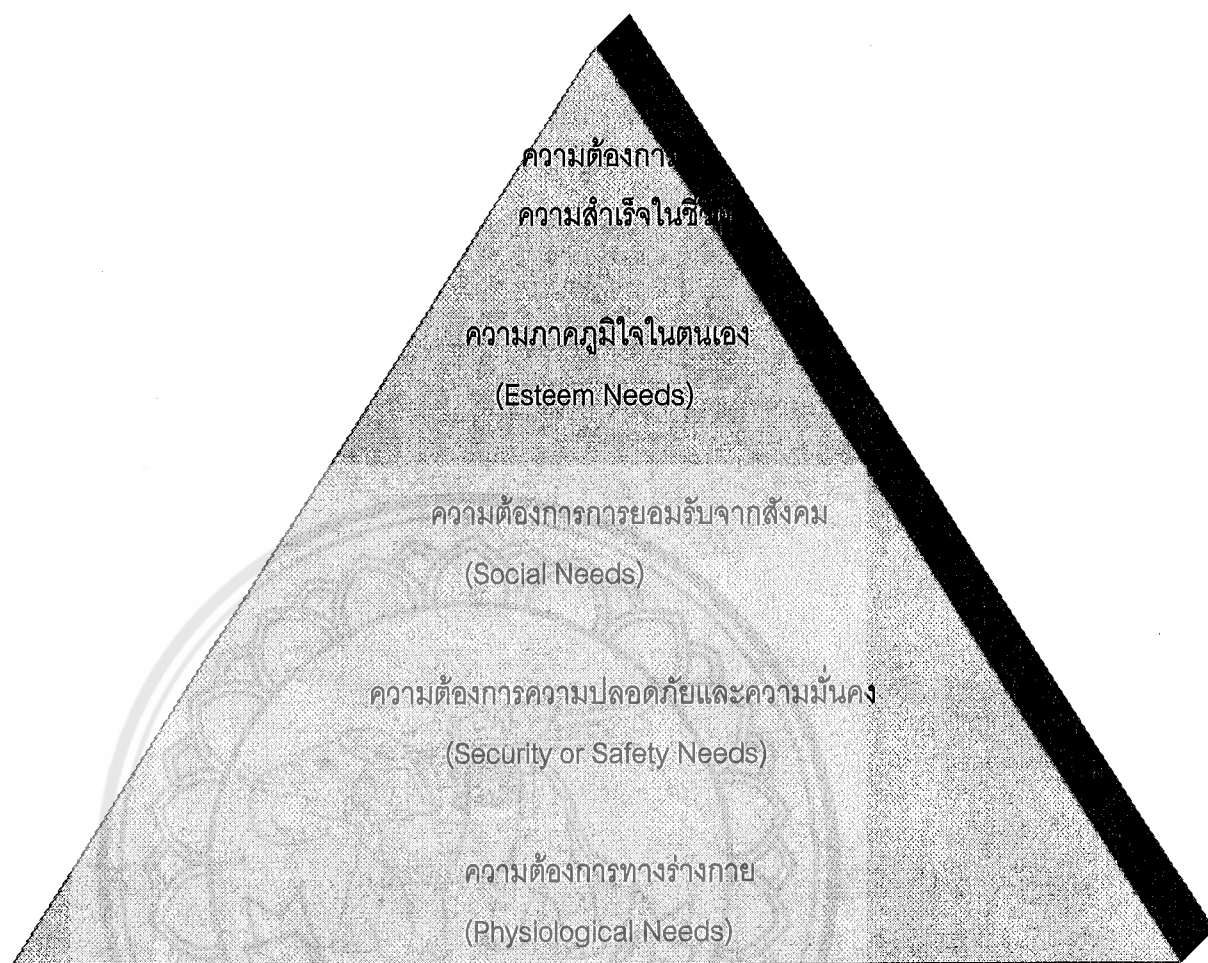 ความต้องการ
ความสำเร็จในชีวิต
ความภาคภูมิใจในตนเอง
(Esteem Needs)
ความต้องการการยอมรับจากสังคม
(Social Needs)
ความต้องการความปลอดภัยและความมั่นคง
(Security or Safety Needs)
ความต้องการทางร่างกาย
(Physiological Needs)